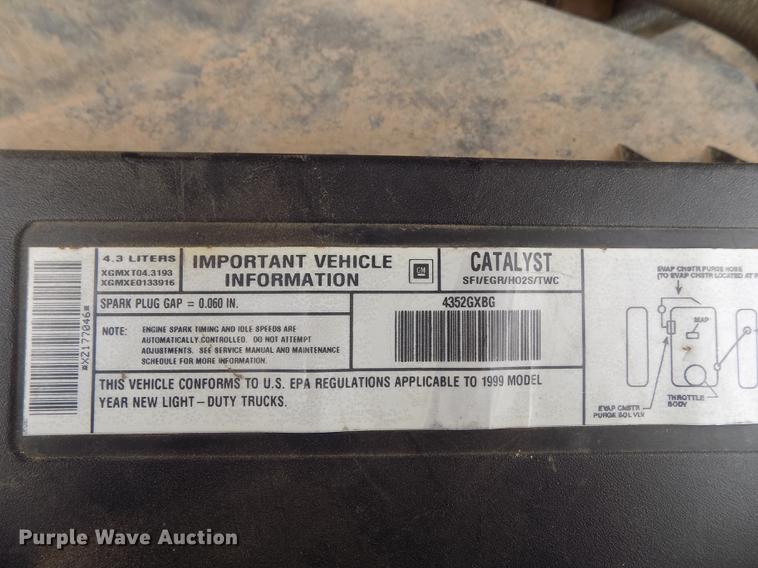 4.3 LITERS
XGMXT04.3193
XGMXE0133916
IMPORTANT VEHICLE
INFORMATION
GM
CATALYST
SFI/EGR/HO2S/TWC
SPARK PLUG GAP = 0.060 IN.
4352GXBG
NOTE: ENGINE SPARK TIMING AND IDLE SPEEDS ARE
AUTOMATICALLY CONTROLLED. DO NOT ATTEMPT
ADJUSTMENTS. SEE SERVICE MANUAL AND MAINTENANCE
SCHEDULE FOR MORE INFORMATION.
THIS VEHICLE CONFORMS TO U.S. EPA REGULATIONS APPLICABLE TO 1999 MODEL
YEAR NEW LIGHT-DUTY TRUCKS.
*XZ177046*
EVAP CNSTR PURGE HOSE
(TO EVAP CNSTR LOCATED AT
MAP
EVAP CNSTR
PURGE SOL VLV
THROTTLE
BODY
Purple Wave Auction